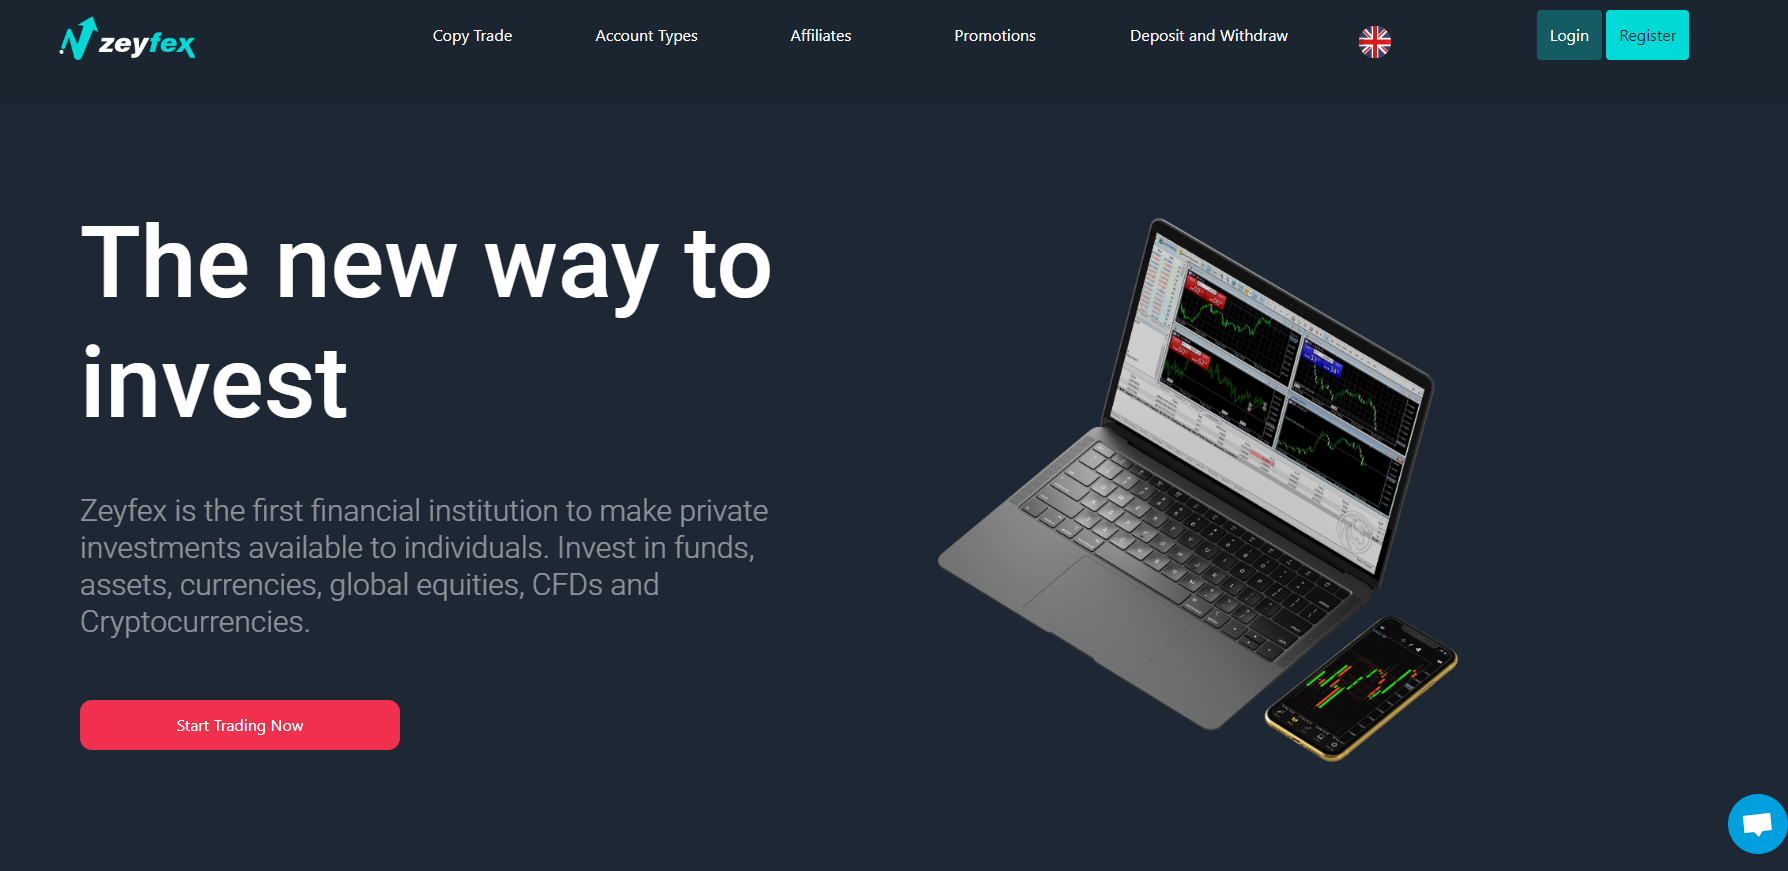 zeyfex
Copy Trade
Account Types
Affiliates
Promotions
Deposit and Withdraw
Login
Register
The new way to
invest
Zeyfex is the first financial institution to make private
investments available to individuals. Invest in funds,
assets, currencies, global equities, CFDs and
Cryptocurrencies.
Start Trading Now